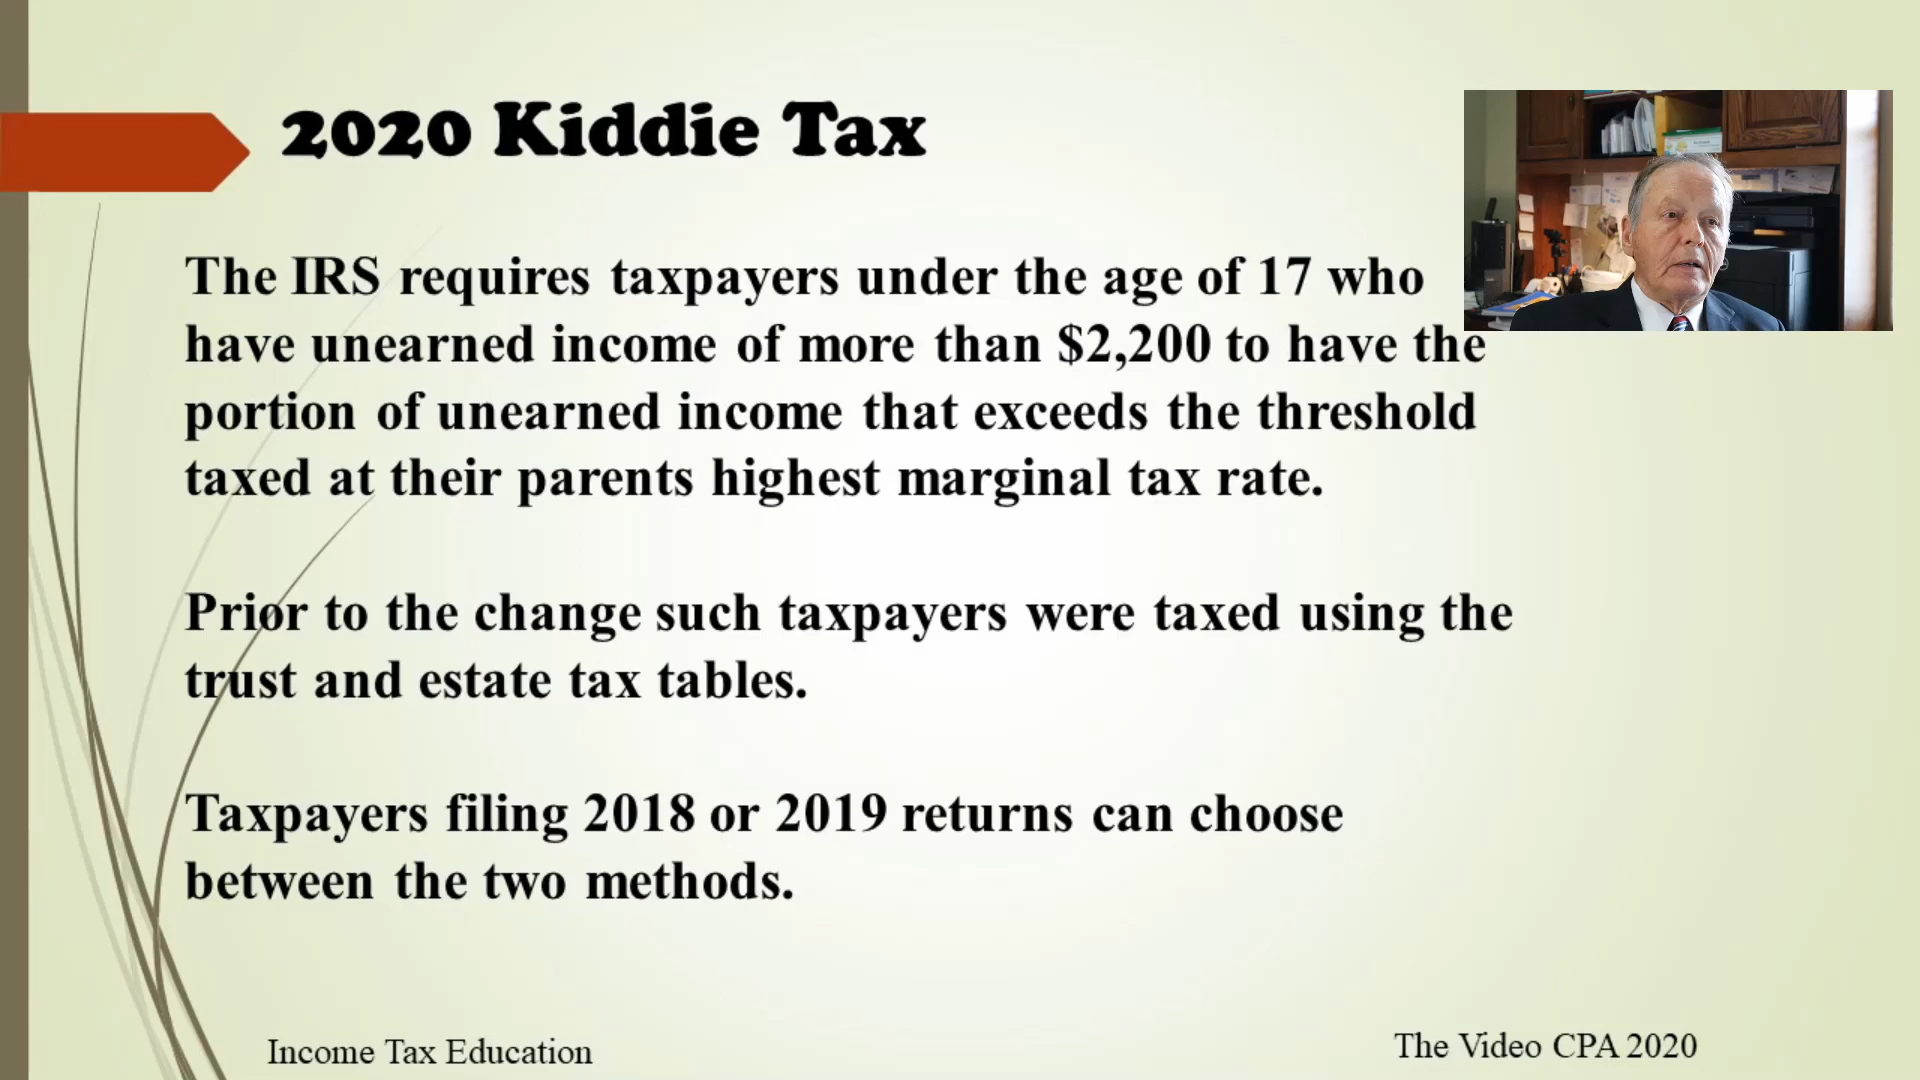 2020 Kiddie Tax
The IRS requires taxpayers under the age of 17 who
have unearned income of more than $2,200 to have the
portion of unearned income that exceeds the threshold
taxed at their parents highest marginal tax rate.
Prior to the change such taxpayers were taxed using the
trust and estate tax tables.
Taxpayers filing 2018 or 2019 returns can choose
between the two methods.
Income Tax Education
The Video CPA 2020